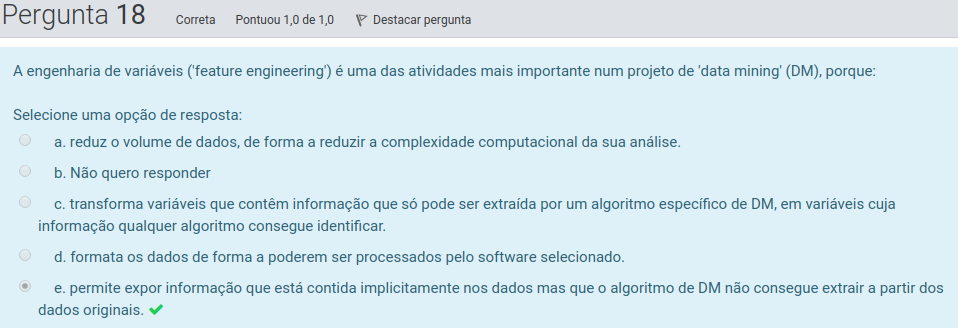 Pergunta 18 Correta Pontuou 1,0 de 1,0 Destacar pergunta
A engenharia de variáveis ('feature engineering') é uma das atividades mais importante num projeto de 'data mining' (DM), porque:
Selecione uma opção de resposta:
a. reduz o volume de dados, de forma a reduzir a complexidade computacional da sua análise.
b. Não quero responder
c. transforma variáveis que contêm informação que só pode ser extraída por um algoritmo específico de DM, em variáveis cuja
informação qualquer algoritmo consegue identificar.
d. formata os dados de forma a poderem ser processados pelo software selecionado.
e. permite expor informação que está contida implicitamente nos dados mas que o algoritmo de DM não consegue extrair a partir dos
dados originais.